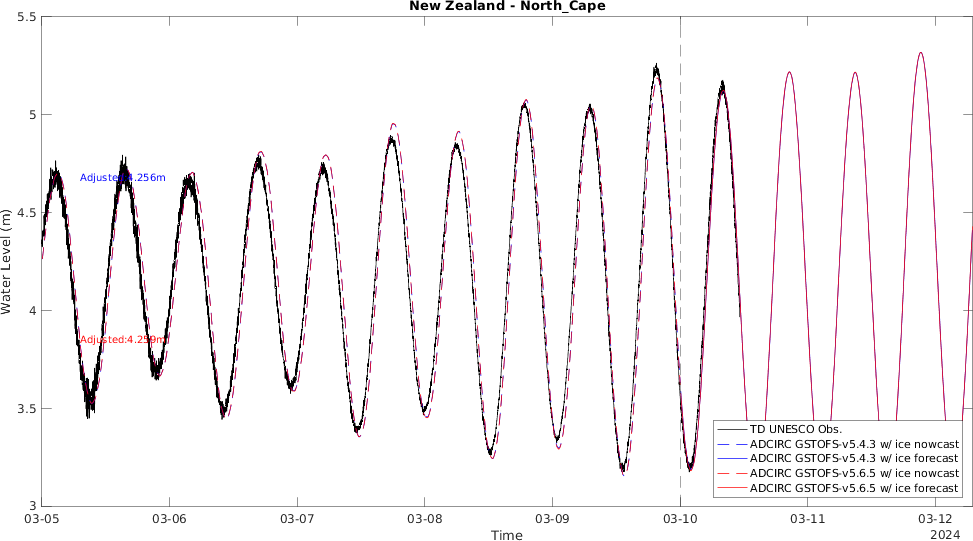 New Zealand - North_Cape
5.5
5
4.5
4
3.5
3
Water Level (m)
Adjusted:4.256m
Adjusted:4.259m
TD UNESCO Obs.
ADCIRC GSTOFS-v5.4.3 w/ ice nowcast
ADCIRC GSTOFS-v5.4.3 w/ ice forecast
ADCIRC GSTOFS-v5.6.5 w/ ice nowcast
ADCIRC GSTOFS-v5.6.5 w/ ice forecast
03-05 03-06 03-07 03-08 03-09 03-10 03-11 03-12
Time
2024